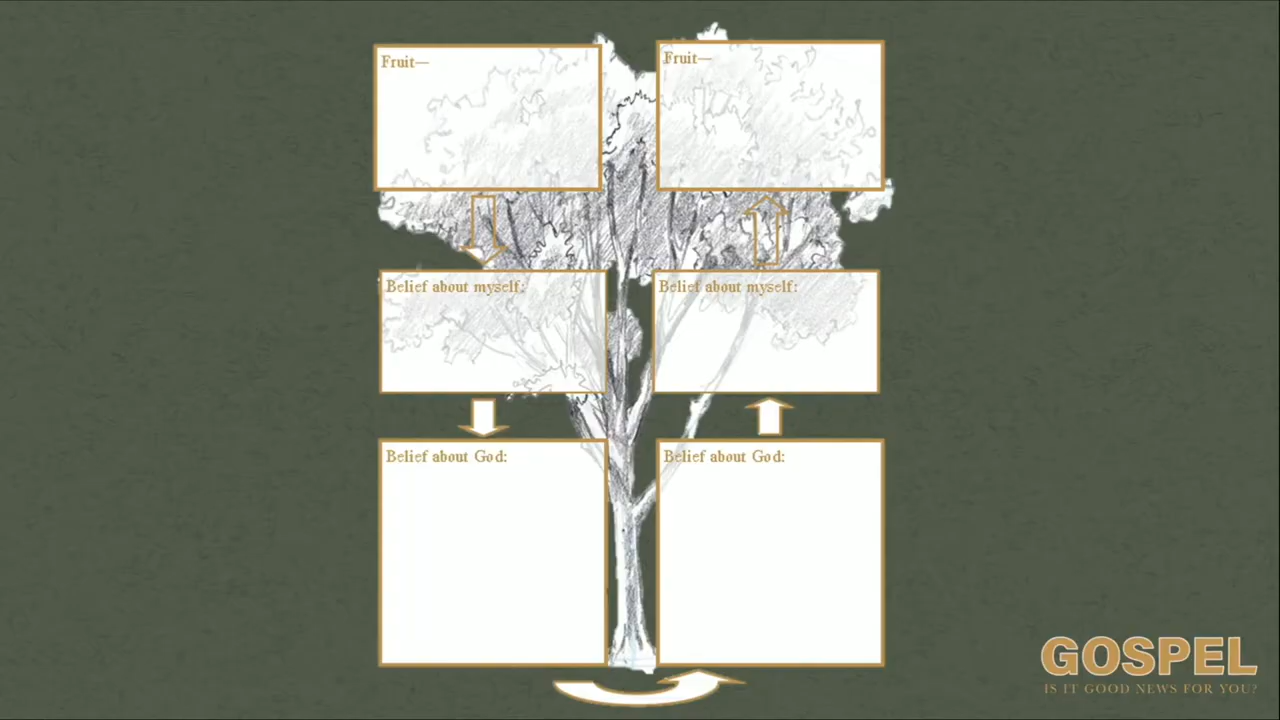 Fruit—
Fruit—
Belief about myself:
Belief about myself:
Belief about God:
Belief about God:
GOSPEL
IS IT GOOD NEWS FOR YOU?